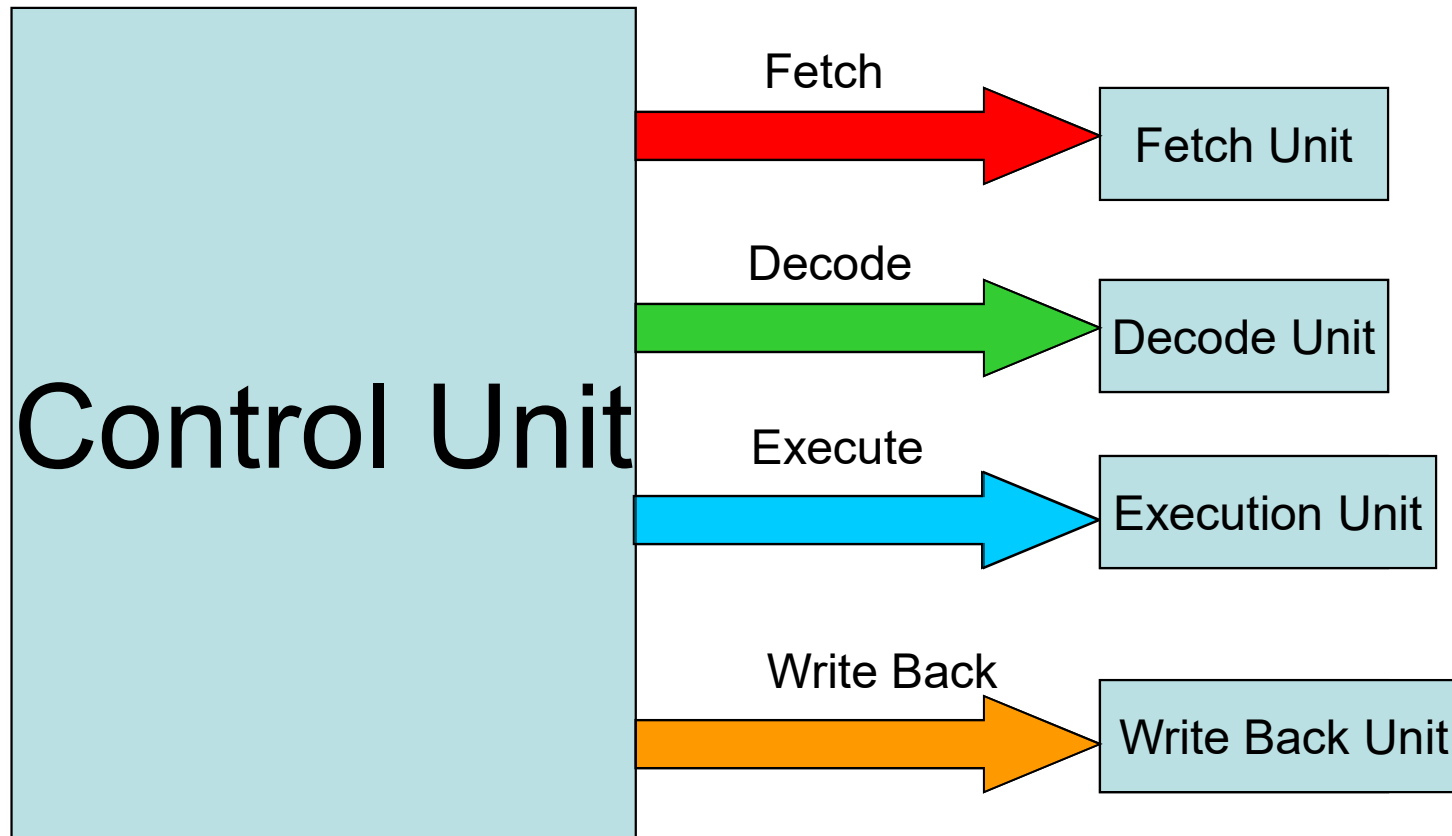 Fetch
Fetch Unit
Decode
Decode Unit
Control Unit
Execute
Execution Unit
Write Back
Write Back Unit